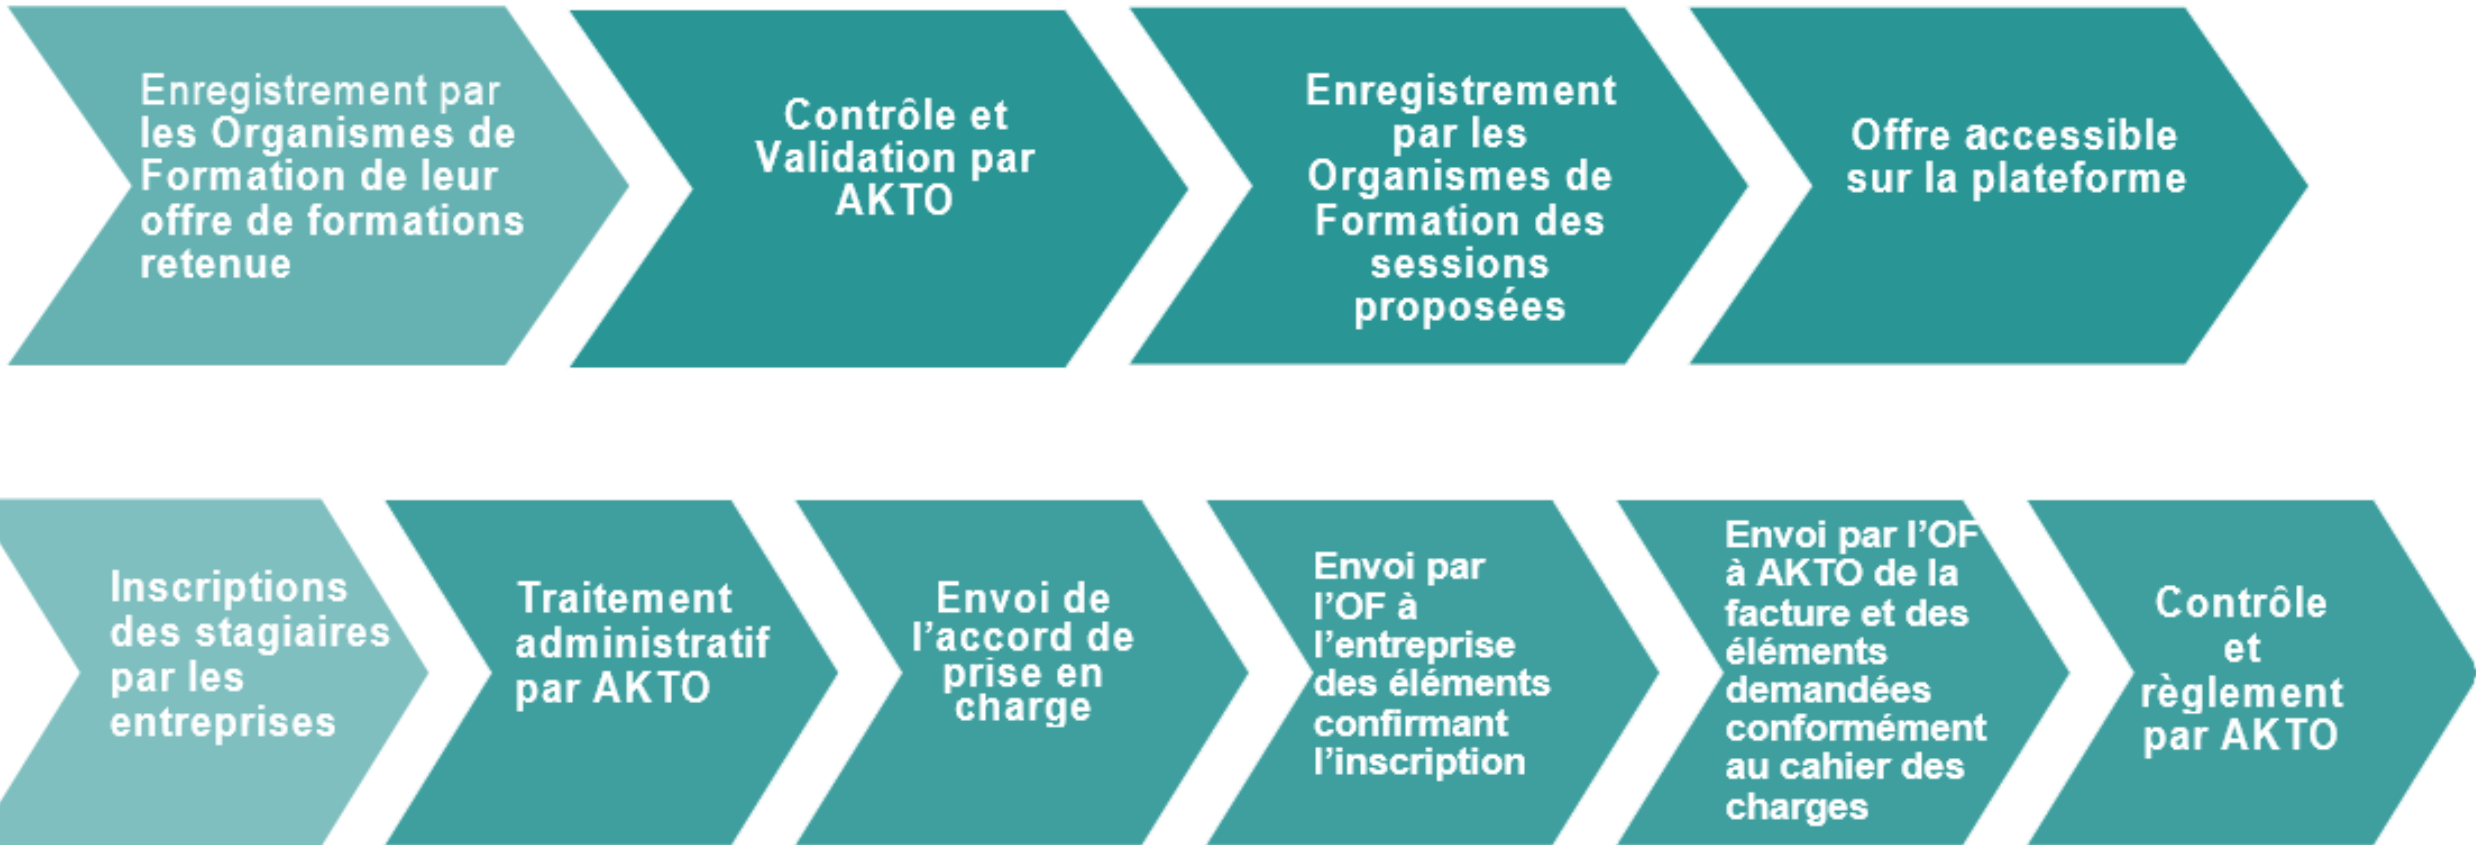 Enregistrement par
les Organismes de
Formation de leur
offre de formations
retenue
Contrôle et
Validation par
AKTO
Enregistrement
par les
Organismes de
Formation des
sessions
proposées
Offre accessible
sur la plateforme
Inscriptions
des stagiaires
par les
entreprises
Traitement
administratif
par AKTO
Envoi de
l’accord de
prise en
charge
Envoi par
l’OF à
l’entreprise
des éléments
confirmant
l’inscription
Envoi par l’OF
à AKTO de la
facture et des
éléments
demandées
conformément
au cahier des
charges
Contrôle
et
règlement
par AKTO